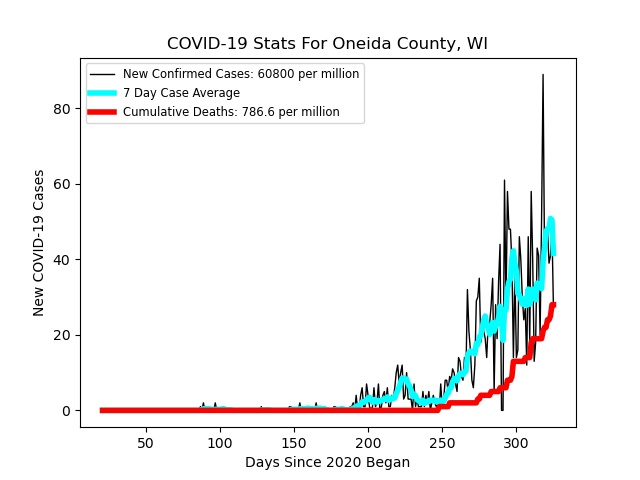 COVID-19 Stats For Oneida County, WI
New Confirmed Cases: 60800 per million
7 Day Case Average
Cumulative Deaths: 786.6 per million
New COVID-19 Cases
80
60
40
20
0
50 100 150 200 250 300
Days Since 2020 Began